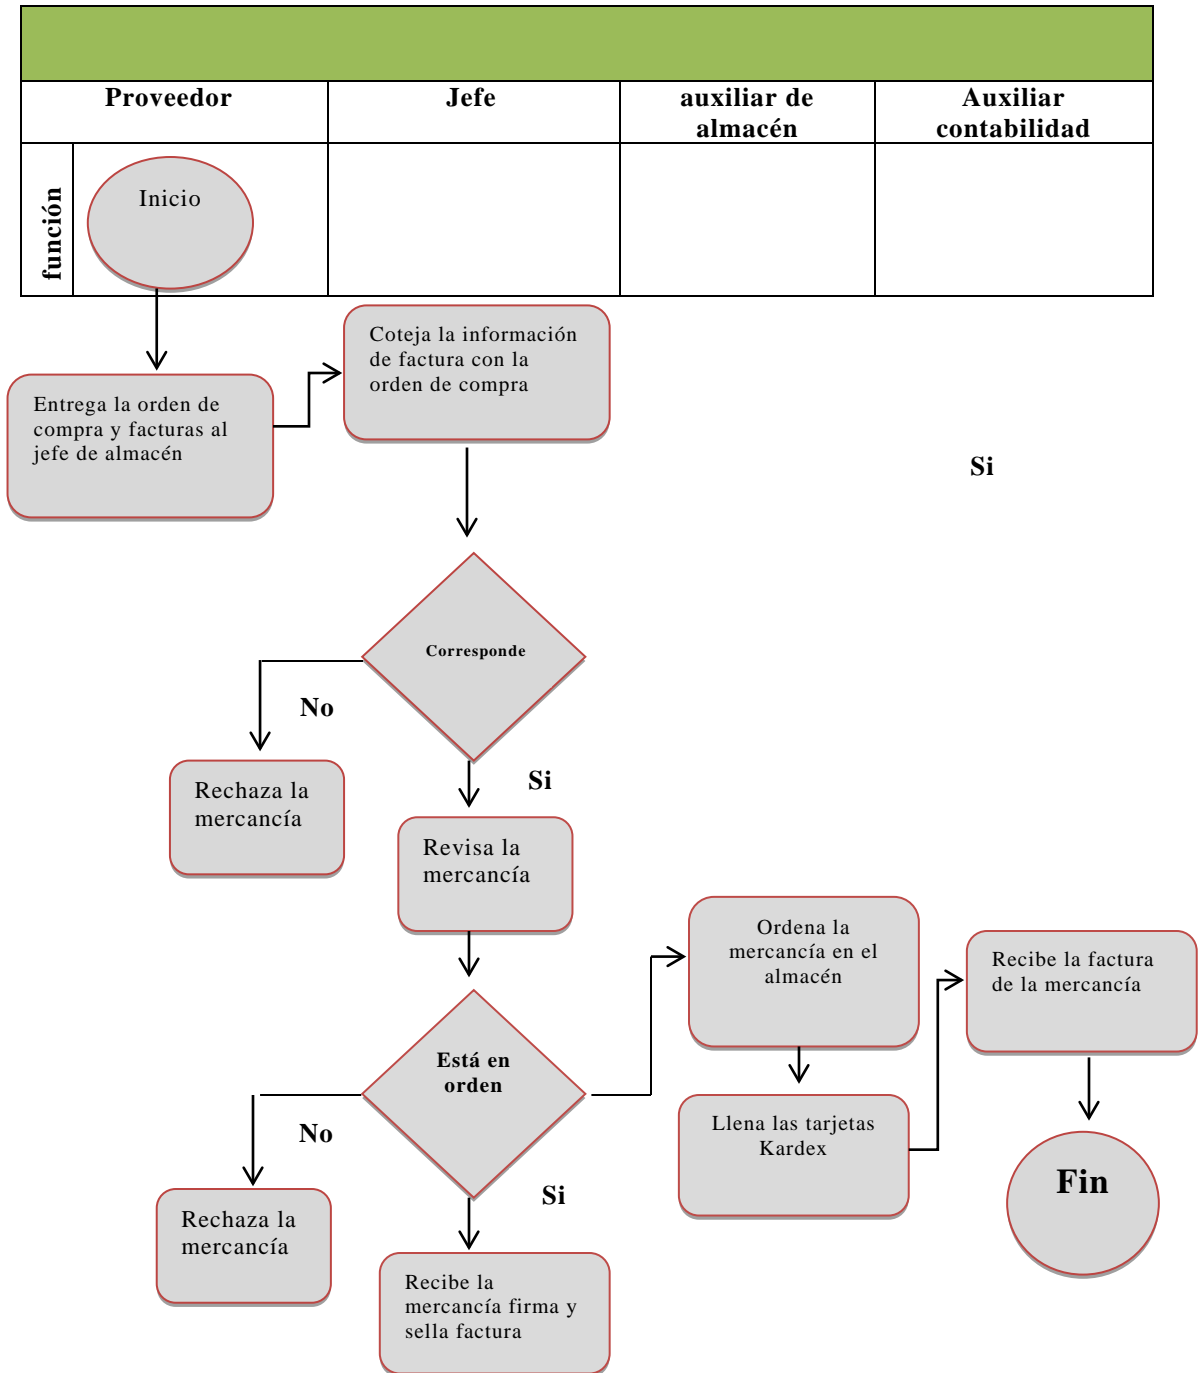 Proveedor
Jefe
auxiliar de
almacén
Auxiliar
contabilidad
función
Inicio
Coteja la información
de factura con la
orden de compra
Entrega la orden de
compra y facturas al
jefe de almacén
Si
Corresponde
No
Si
Rechaza la
mercancía
Revisa la
mercancía
Ordena la
mercancía en el
almacén
Recibe la factura
de la mercancía
Está en
orden
No
Llena las tarjetas
Kardex
Fin
Si
Rechaza la
mercancía
Recibe la
mercancía firma y
sella factura